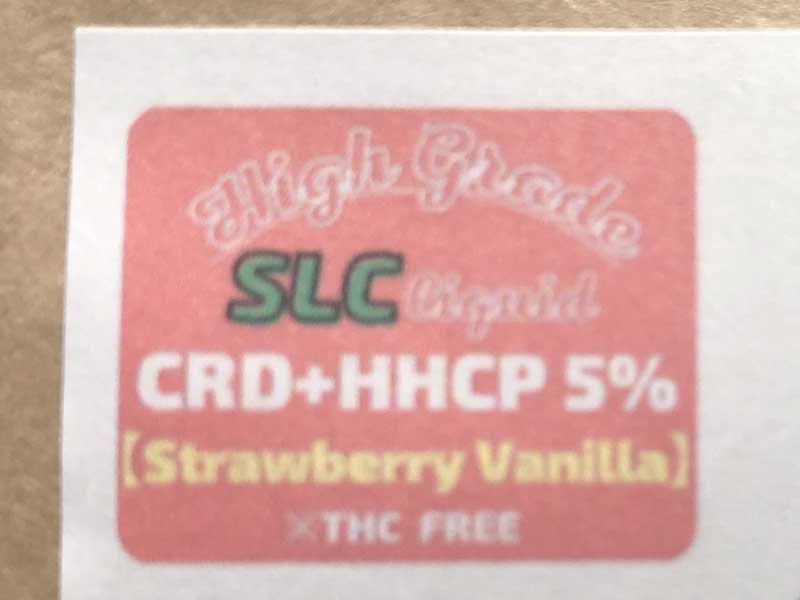 High Grade
SLC Liquid
CRD+HHCP 5%
【Strawberry Vanilla】
※THC FREE